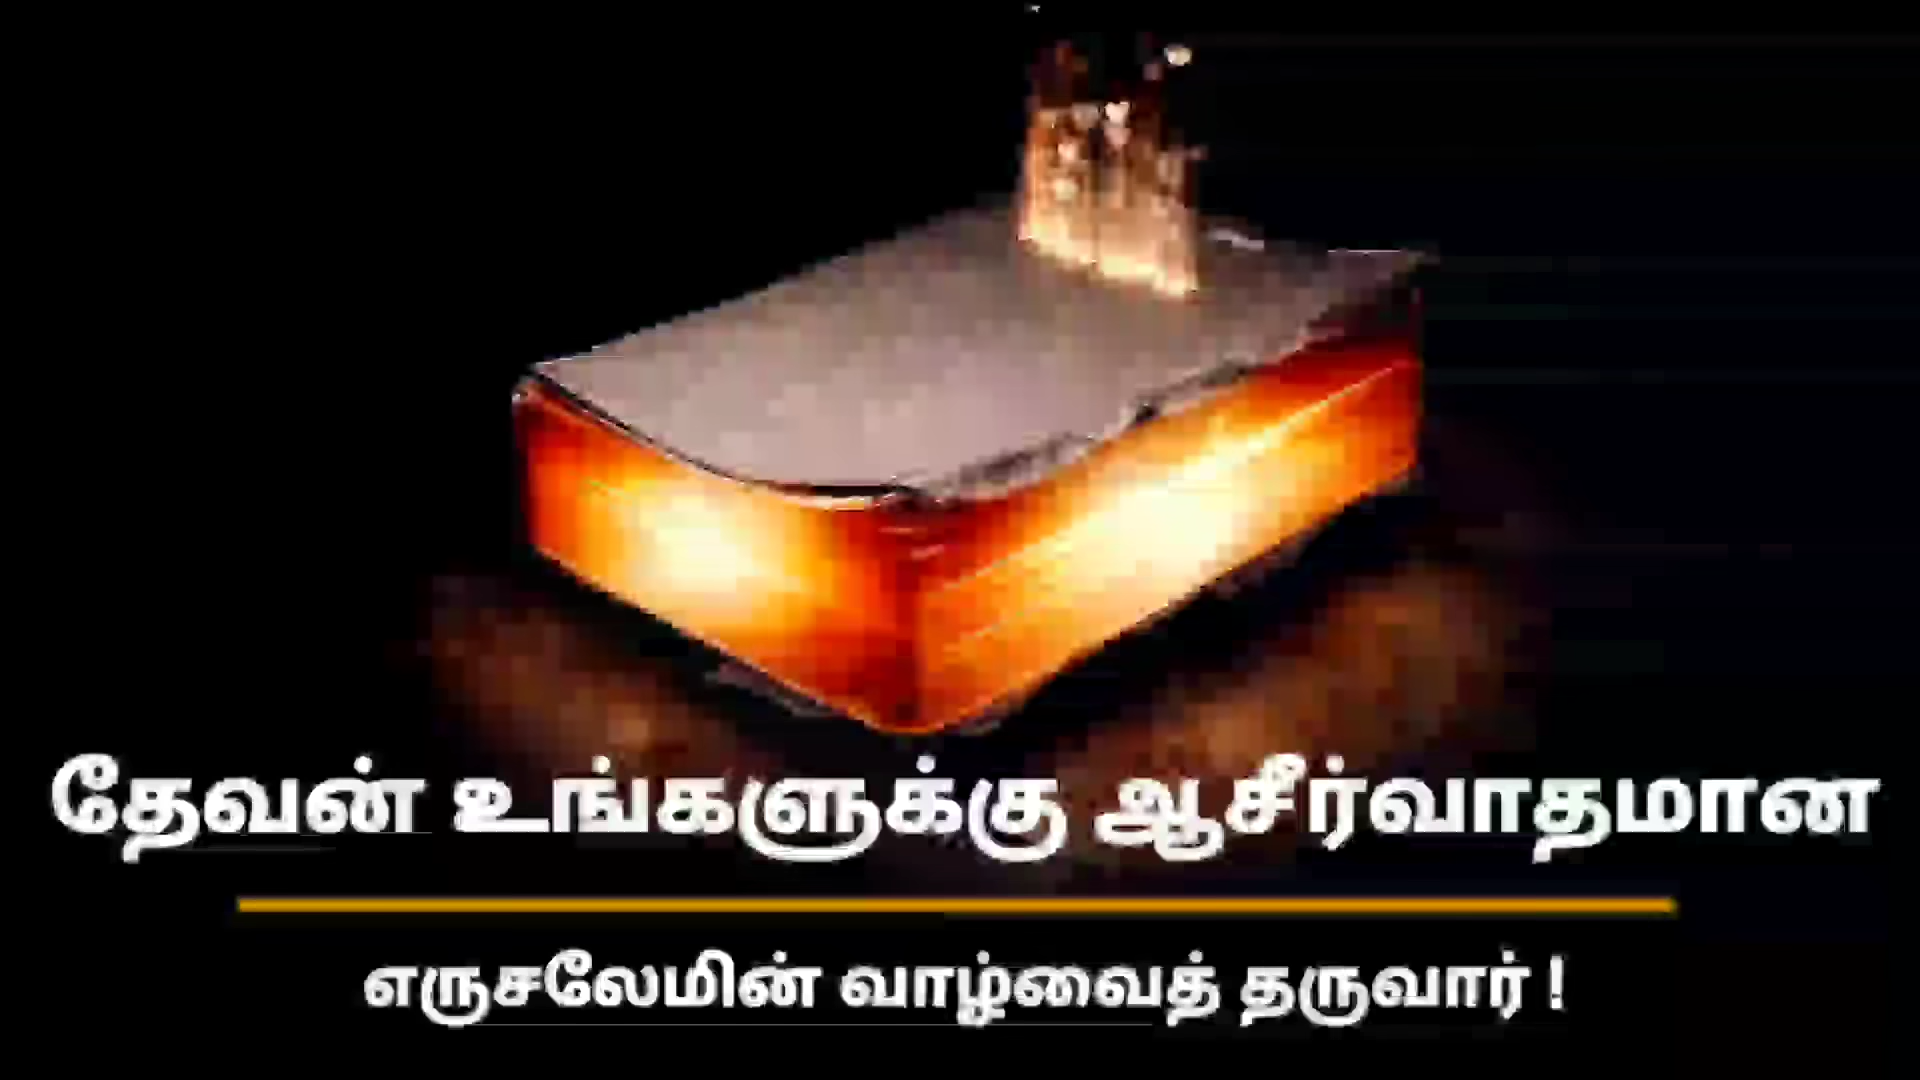 தேவன் உங்களுக்கு ஆசீர்வாதமான
எருசலேமின் வாழ்வைத் தருவார் !